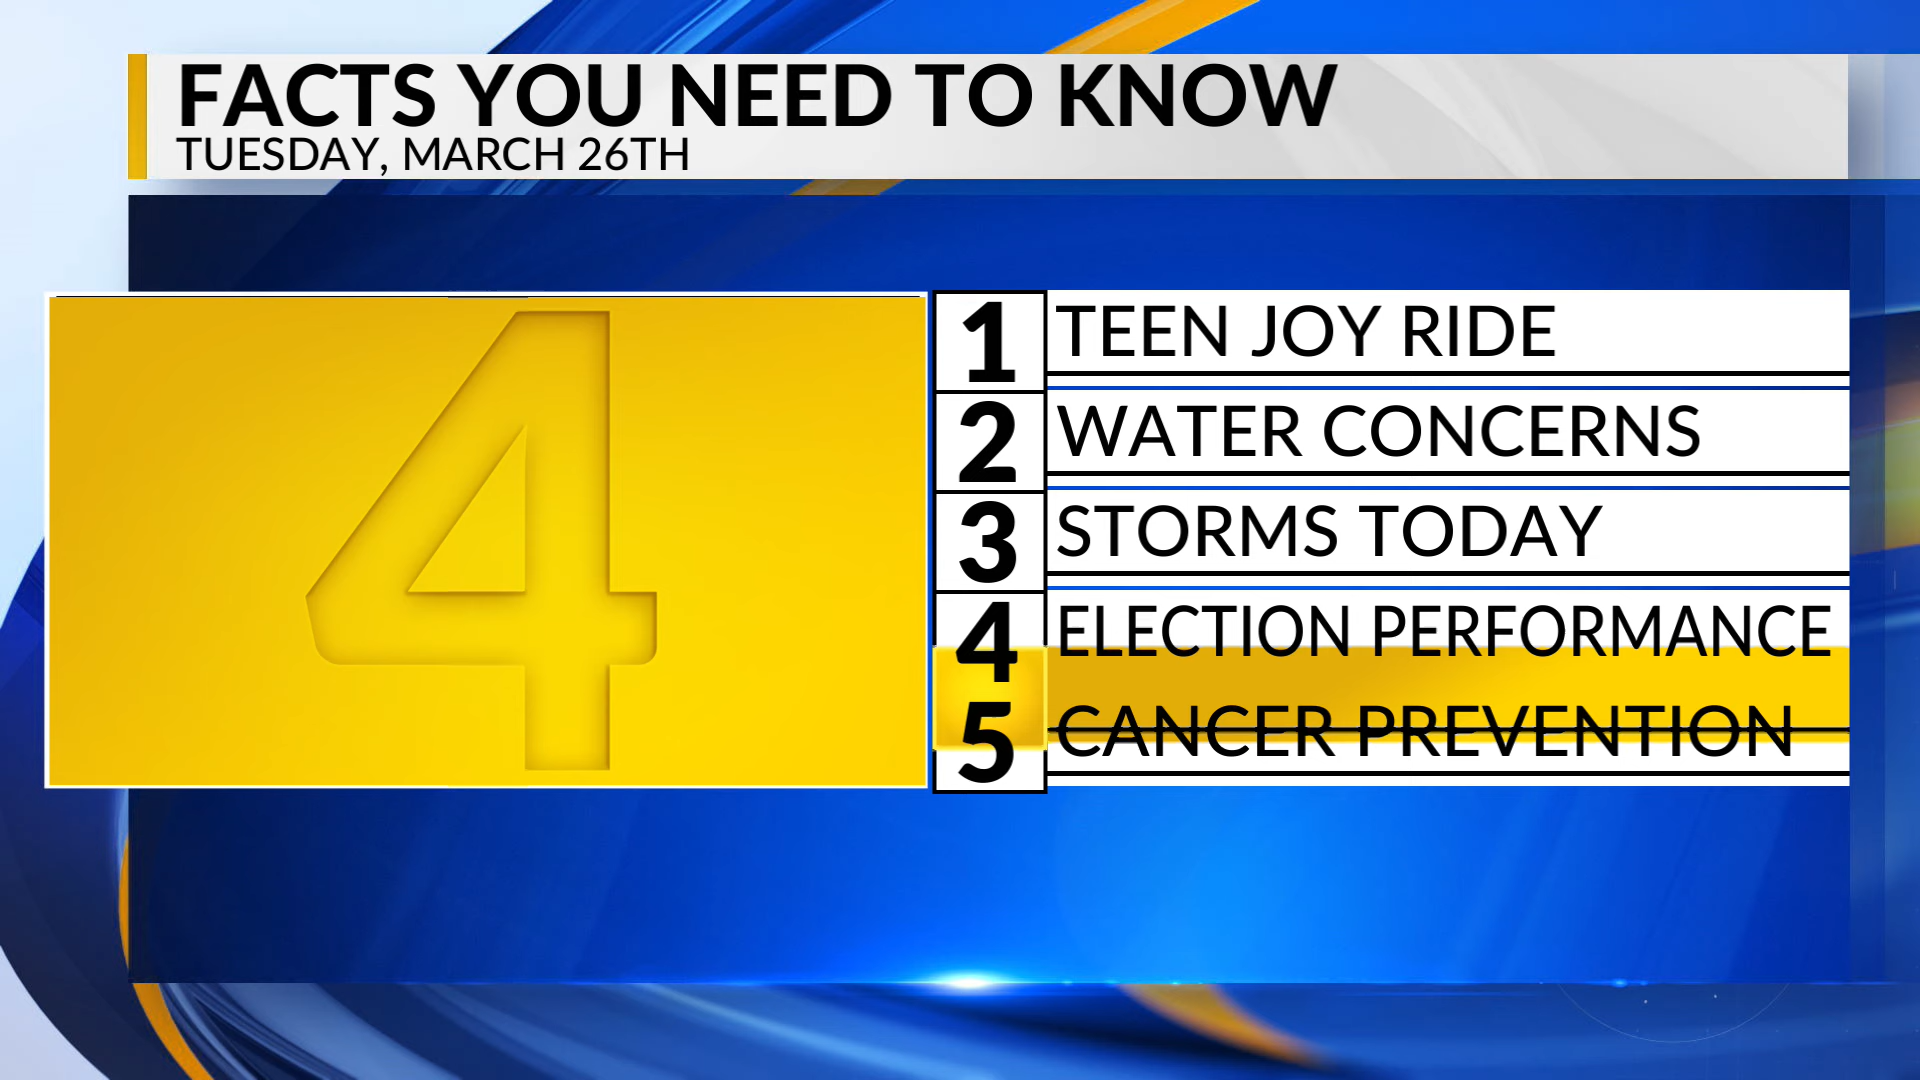 FACTS YOU NEED TO KNOW
TUESDAY, MARCH 26TH
4
1 TEEN JOY RIDE
2 WATER CONCERNS
3 STORMS TODAY
4 ELECTION PERFORMANCE
5 CANCER PREVENTION